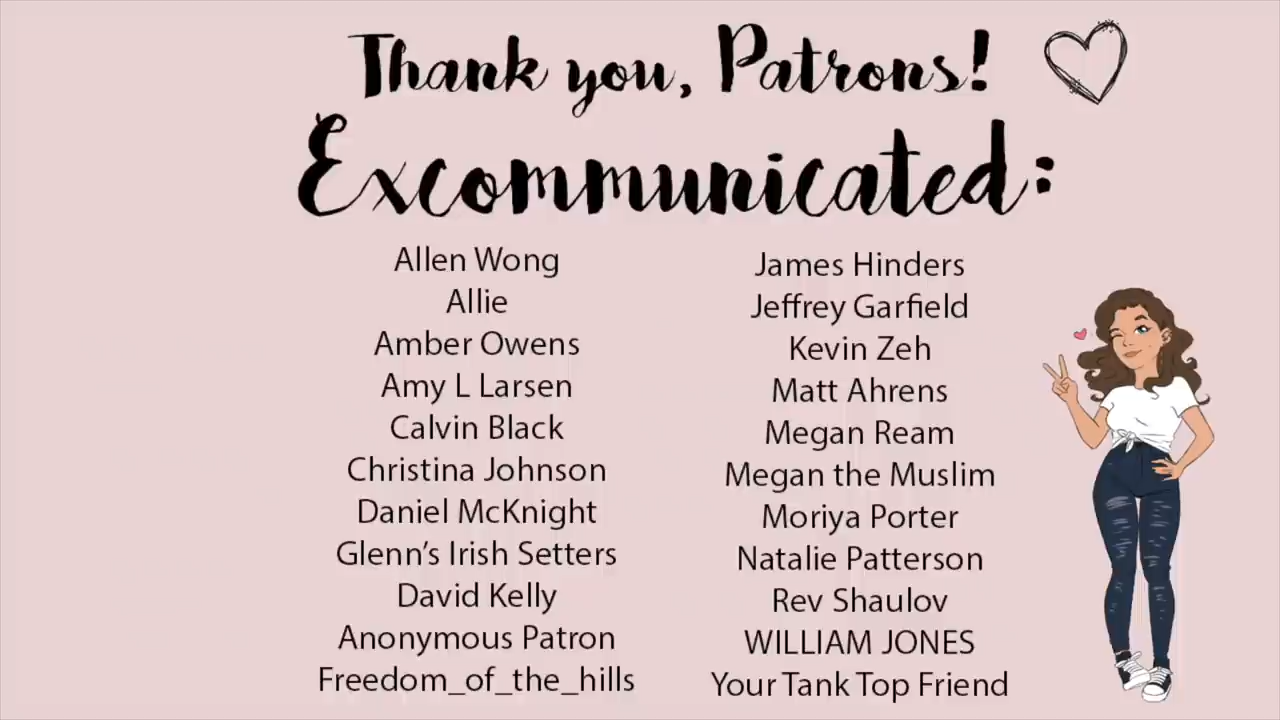 Thank you, Patrons!
Excommunicated:
Allen Wong
Allie
Amber Owens
Amy L Larsen
Calvin Black
Christina Johnson
Daniel McKnight
Glenn’s Irish Setters
David Kelly
Anonymous Patron
Freedom_of_the_hills
James Hinders
Jeffrey Garfield
Kevin Zeh
Matt Ahrens
Megan Ream
Megan the Muslim
Moriya Porter
Natalie Patterson
Rev Shaulov
WILLIAM JONES
Your Tank Top Friend